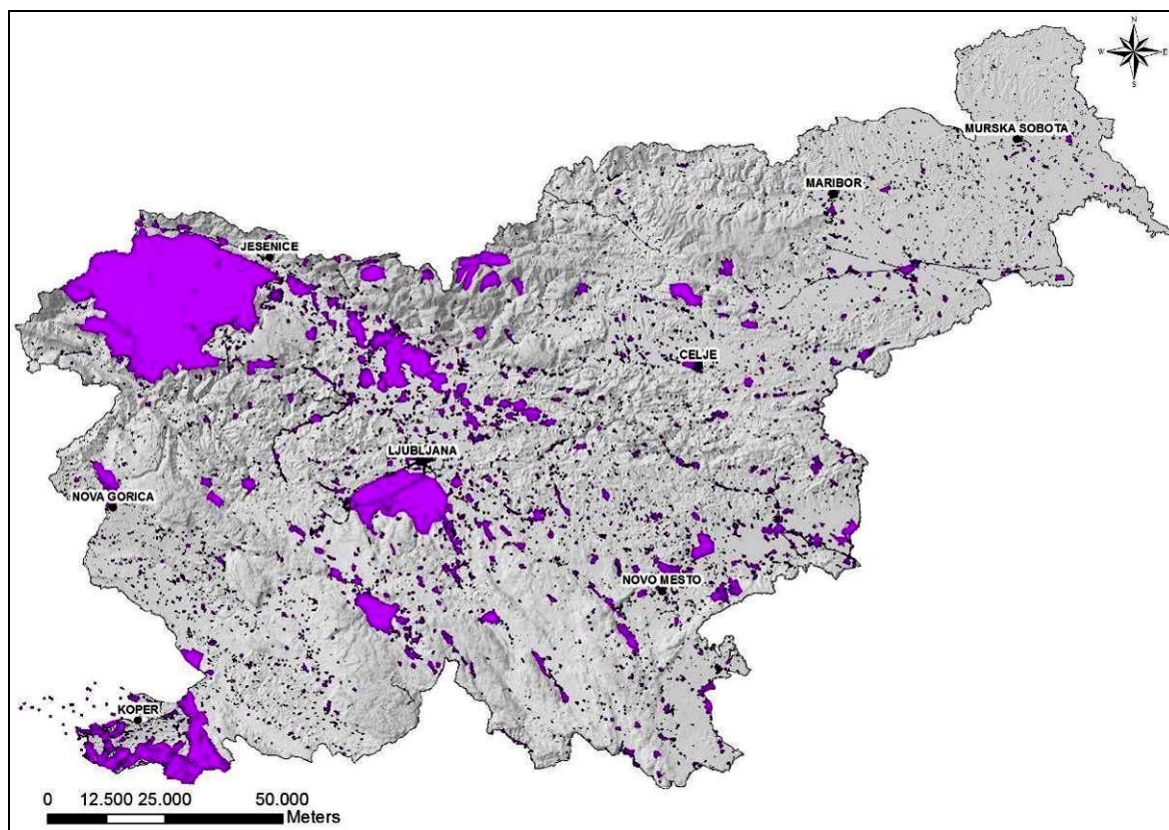 N
W E
S
MURSKA SOBOTA
MARIBOR
JESENICE
CELJE
LJUBLJANA
NOVA GORICA
NOVO MESTO
KOPER
0 12.500 25.000 50.000
Meters